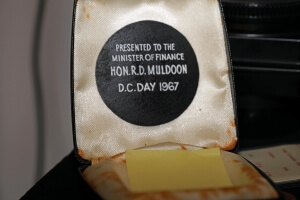 PRESENTED TO THE
MINISTER OF FINANCE
HON. R.D. MULDOON
D.C. DAY 1967